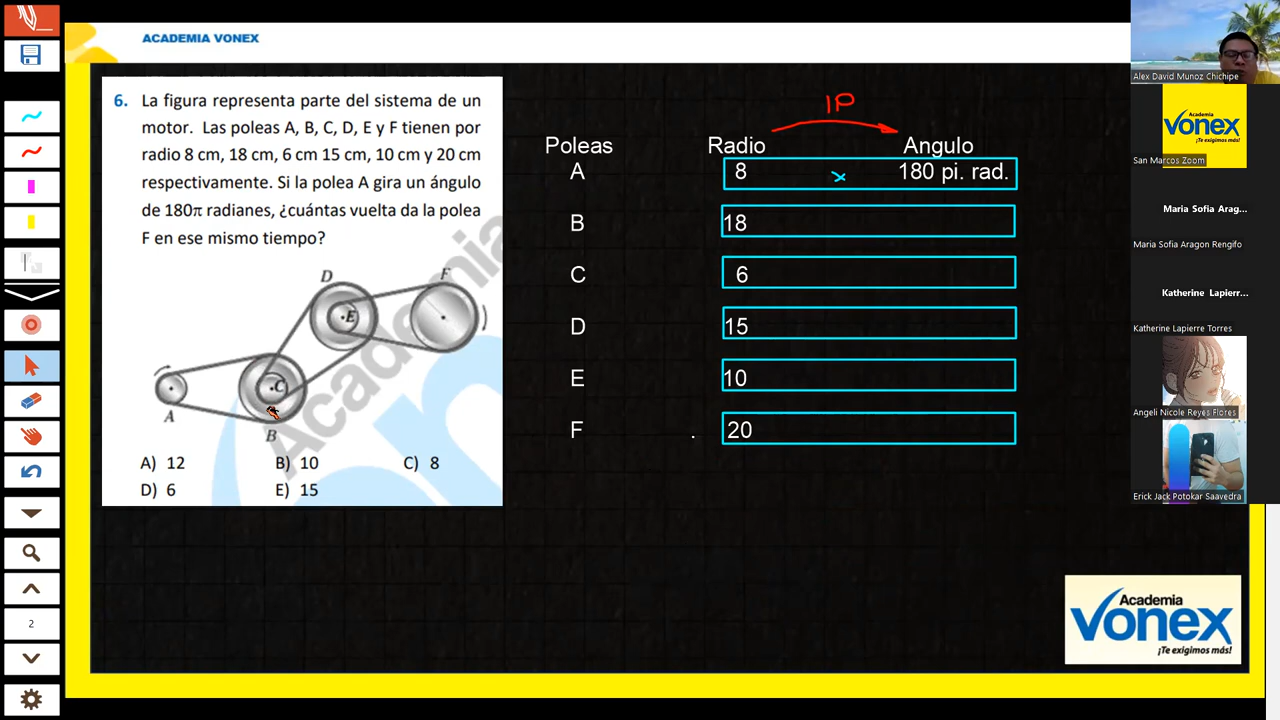 ACADEMIA VONEX
6. La figura representa parte del sistema de un
motor. Las poleas A, B, C, D, E y F tienen por
radio 8 cm, 18 cm, 6 cm 15 cm, 10 cm y 20 cm
respectivamente. Si la polea A gira un ángulo
de 180π radianes, ¿cuántas vuelta da la polea
F en ese mismo tiempo?
D
F
E
C
A
B
A) 12 B) 10 C) 8
D) 6 E) 15
Academia
IP
Poleas Radio Angulo
A 8 x 180 pi. rad.
B 18
C 6
D 15
E 10
F . 20
2
Alex David Munoz Chichipe
Academia
Vonex
¡Te exigimos más!
San Marcos Zoom
Maria Sofia Arag...
Maria Sofia Aragon Rengifo
Katherine Lapierr...
Katherine Lapierre Torres
Angeli Nicole Reyes Flores
Erick Jack Potokar Saavedra
Academia
Vonex
¡Te exigimos más!